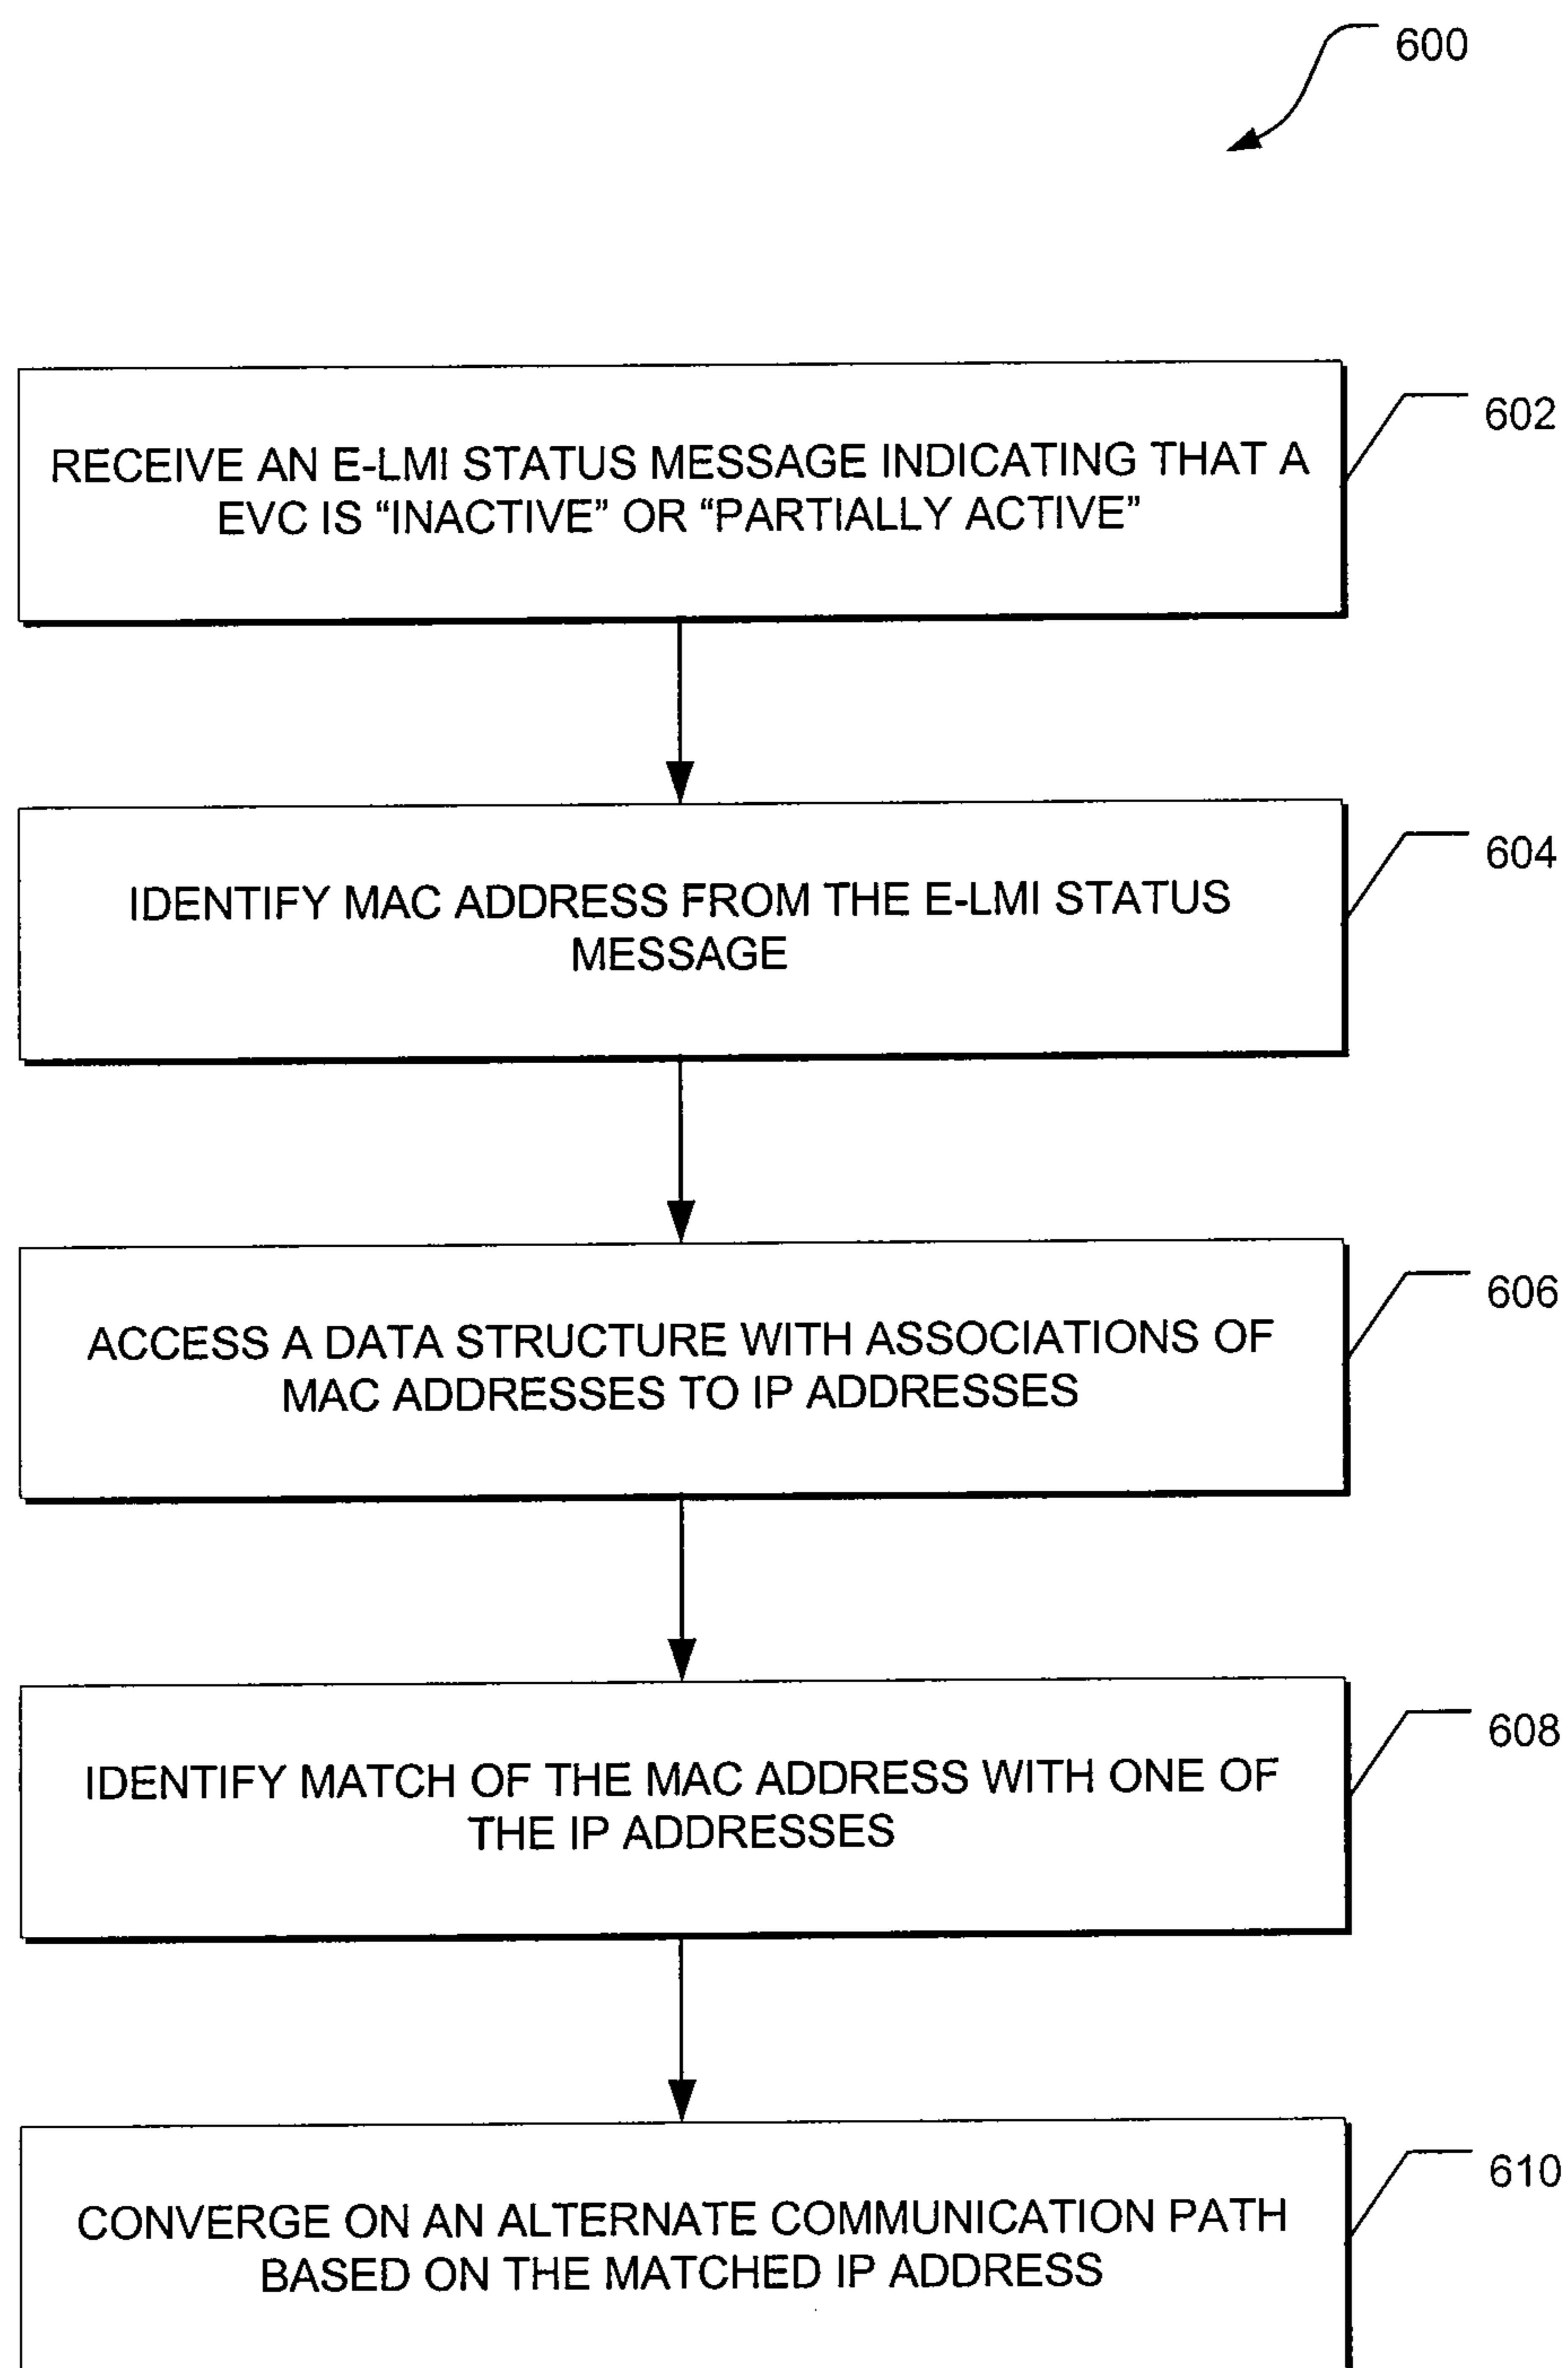 600
RECEIVE AN E-LMI STATUS MESSAGE INDICATING THAT A
EVC IS “INACTIVE” OR “PARTIALLY ACTIVE”
602
IDENTIFY MAC ADDRESS FROM THE E-LMI STATUS
MESSAGE
604
ACCESS A DATA STRUCTURE WITH ASSOCIATIONS OF
MAC ADDRESSES TO IP ADDRESSES
606
IDENTIFY MATCH OF THE MAC ADDRESS WITH ONE OF
THE IP ADDRESSES
608
CONVERGE ON AN ALTERNATE COMMUNICATION PATH
BASED ON THE MATCHED IP ADDRESS
610